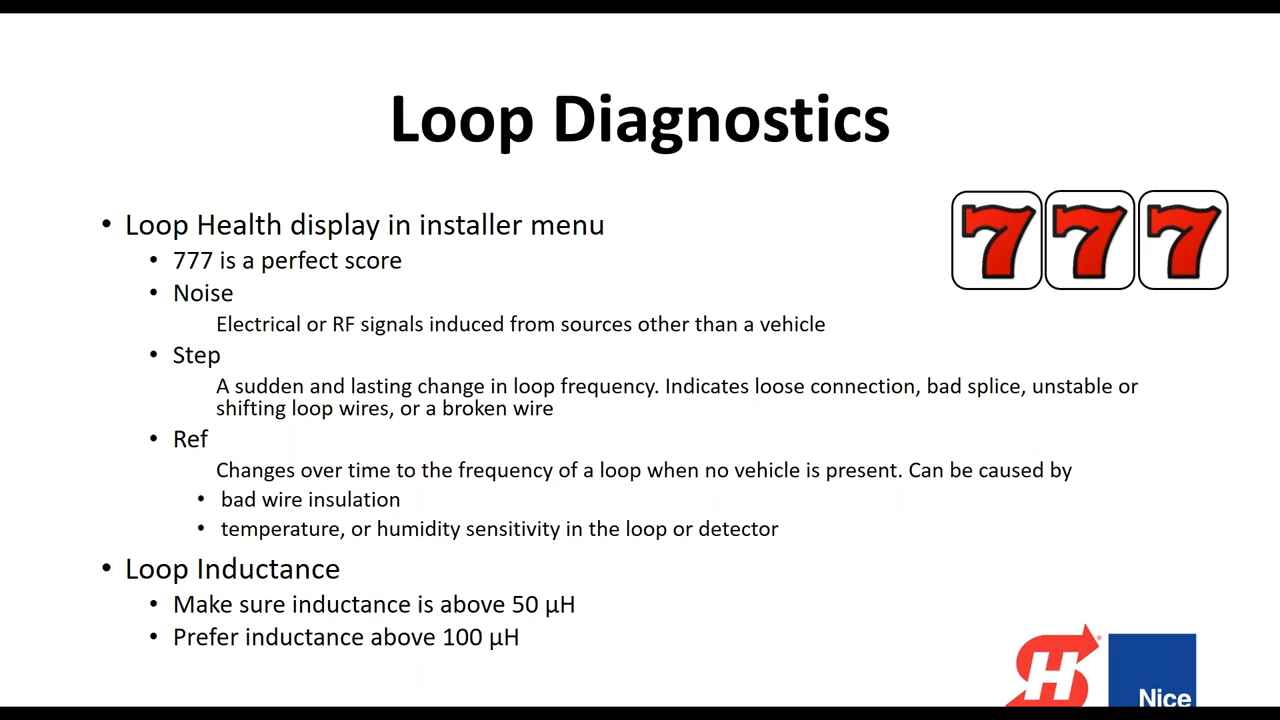 Loop Diagnostics
• Loop Health display in installer menu
777
• 777 is a perfect score
• Noise
Electrical or RF signals induced from sources other than a vehicle
• Step
A sudden and lasting change in loop frequency. Indicates loose connection, bad splice, unstable or
shifting loop wires, or a broken wire
• Ref
Changes over time to the frequency of a loop when no vehicle is present. Can be caused by
• bad wire insulation
• temperature, or humidity sensitivity in the loop or detector
• Loop Inductance
• Make sure inductance is above 50 µH
• Prefer inductance above 100 µH
H®
Nice